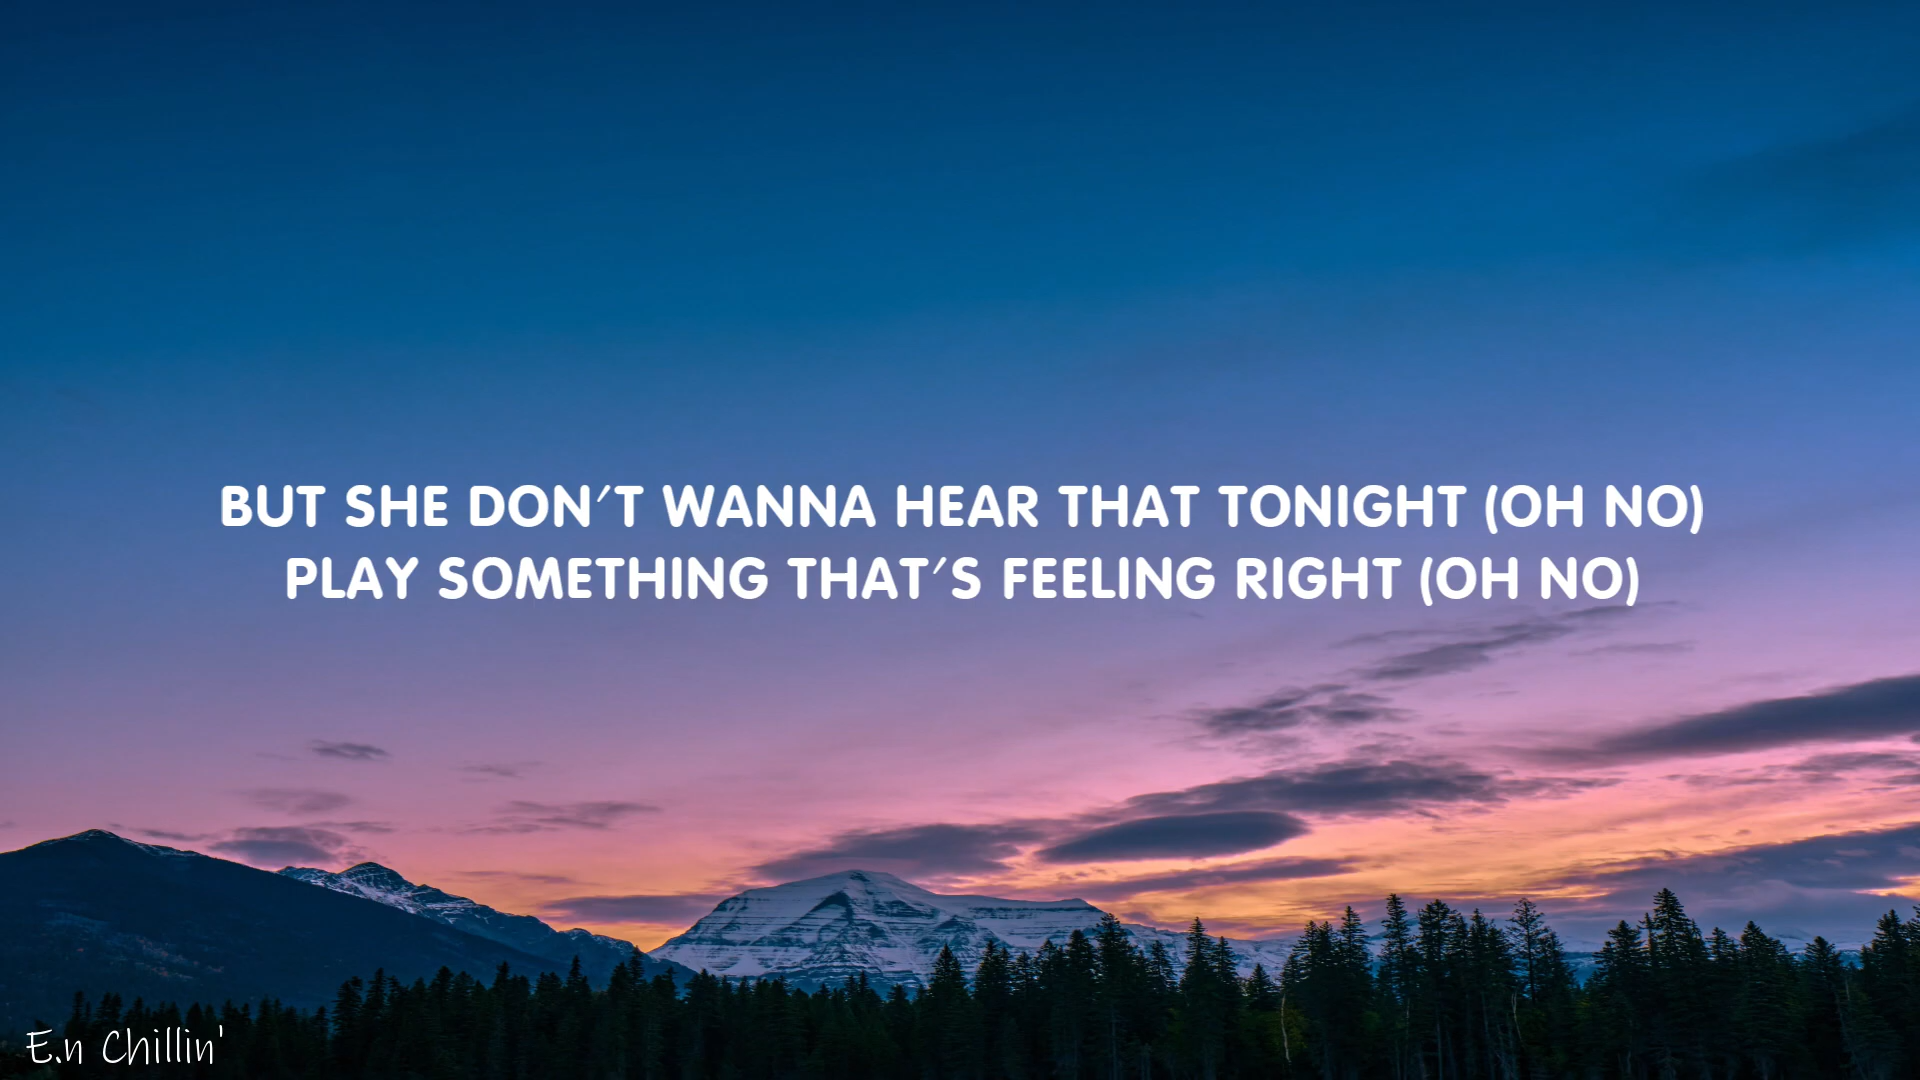 BUT SHE DON'T WANNA HEAR THAT TONIGHT (OH NO)
PLAY SOMETHING THAT'S FEELING RIGHT (OH NO)
E.n Chillin'